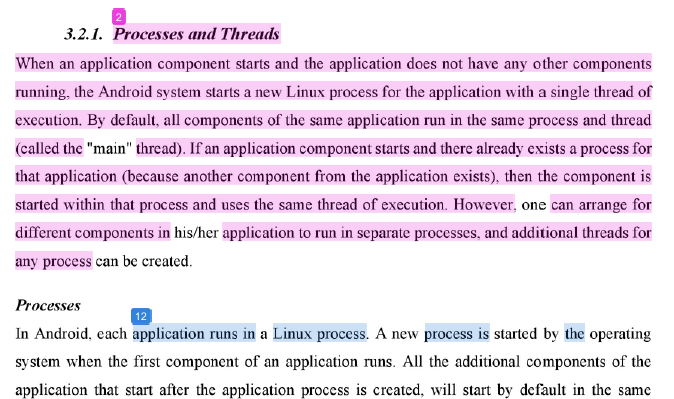 2
3.2.1. Processes and Threads
When an application component starts and the application does not have any other components
running, the Android system starts a new Linux process for the application with a single thread of
execution. By default, all components of the same application run in the same process and thread
(called the "main" thread). If an application component starts and there already exists a process for
that application (because another component from the application exists), then the component is
started within that process and uses the same thread of execution. However, one can arrange for
different components in his/her application to run in separate processes, and additional threads for
any process can be created.
Processes
12
In Android, each application runs in a Linux process. A new process is started by the operating
system when the first component of an application runs. All the additional components of the
application that start after the application process is created, will start by default in the same